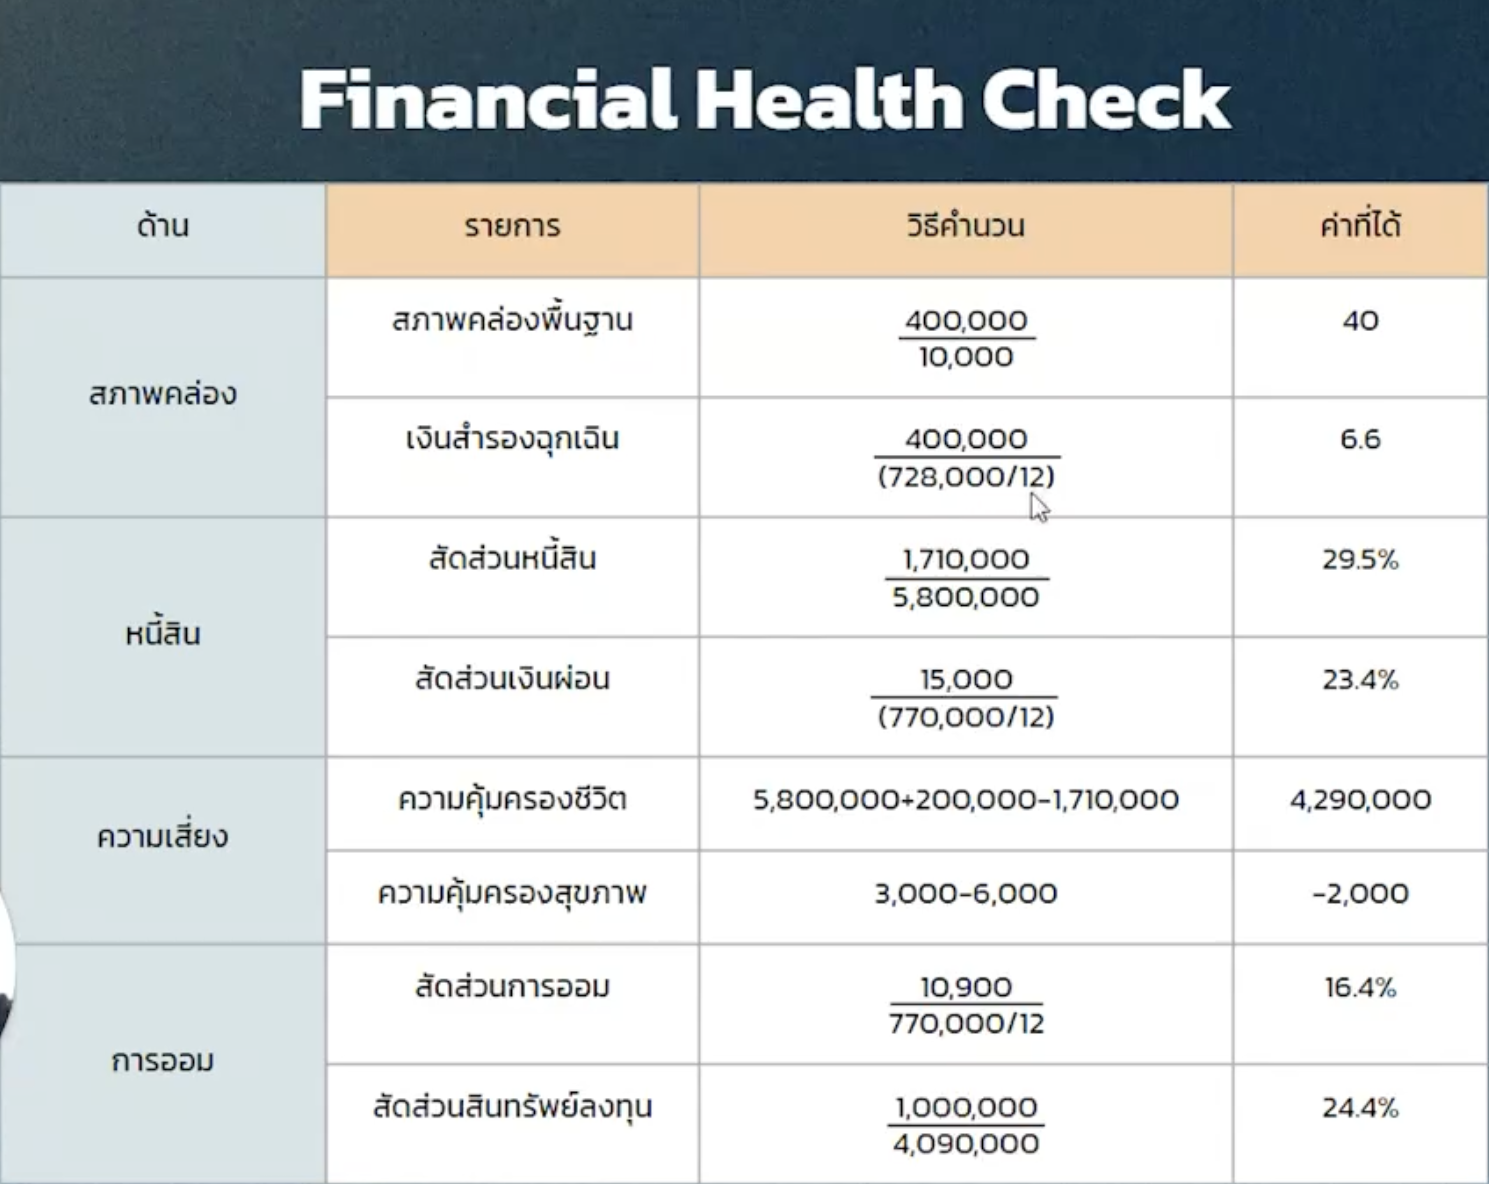 Financial Health Check
ด้าน รายการ วิธีคำนวน ค่าที่ได้
สภาพคล่อง
สภาพคล่องพื้นฐาน 400,000 40
10,000
เงินสำรองฉุกเฉิน 400,000 6.6
(728,000/12)
หนี้สิน
สัดส่วนหนี้สิน 1,710,000 29.5%
5,800,000
สัดส่วนเงินผ่อน 15,000 23.4%
(770,000/12)
ความเสี่ยง
ความคุ้มครองชีวิต 5,800,000+200,000-1,710,000 4,290,000
ความคุ้มครองสุขภาพ 3,000-6,000 -2,000
การออม
สัดส่วนการออม 10,900 16.4%
770,000/12
สัดส่วนสินทรัพย์ลงทุน 1,000,000 24.4%
4,090,000